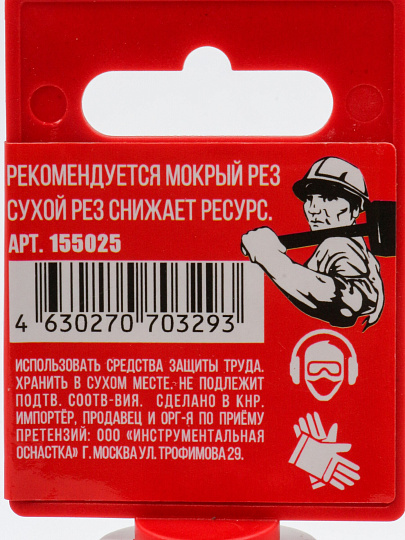 РЕКОМЕНДУЕТСЯ МОКРЫЙ РЕЗ
СУХОЙ РЕЗ СНИЖАЕТ РЕСУРС.
АРТ. 155025
4 630270 703293
ИСПОЛЬЗОВАТЬ СРЕДСТВА ЗАЩИТЫ ТРУДА.
ХРАНИТЬ В СУХОМ МЕСТЕ. НЕ ПОДЛЕЖИТ
ПОДТВ. СООТВ-ВИЯ. СДЕЛАНО В КНР.
ИМПОРТЁР, ПРОДАВЕЦ И ОРГ-Я ПО ПРИЁМУ
ПРЕТЕНЗИЙ: ООО «ИНСТРУМЕНТАЛЬНАЯ
ОСНАСТКА» Г. МОСКВА УЛ. ТРОФИМОВА 29.